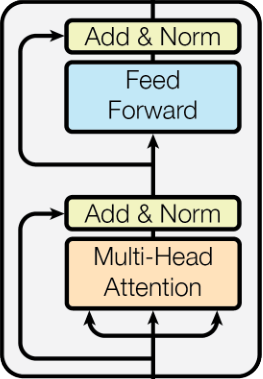 Add & Norm
Feed
Forward
Add & Norm
Multi-Head
Attention